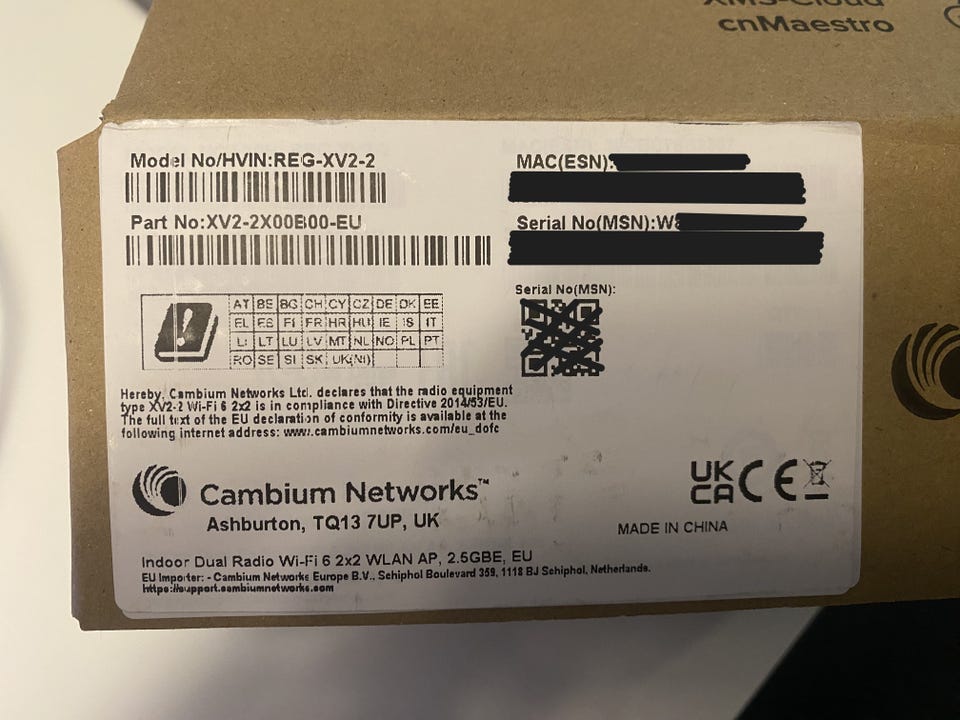 XMS-Cloud
cnMaestro
Model No/HVIN:REG-XV2-2
MAC(ESN):
Part No:XV2-2X00B00-EU
Serial No(MSN):W8
Serial No(MSN):
AT BE BG CH CY CZ DE DK EE
EL ES FI FR HR HU IE IS IT
LI LT LU LV MT NL NO PL PT
RO SE SI SK UK(NI)
Hereby, Cambium Networks Ltd. declares that the radio equipment
type XV2-2 Wi-Fi 6 2x2 is in compliance with Directive 2014/53/EU.
The full text of the EU declaration of conformity is available at the
following internet address: www.cambiumnetworks.com/eu_dofc
Cambium Networks™
Ashburton, TQ13 7UP, UK
UK
CA CE
MADE IN CHINA
Indoor Dual Radio Wi-Fi 6 2x2 WLAN AP, 2.5GBE, EU
EU Importer: - Cambium Networks Europe B.V., Schiphol Boulevard 359, 1118 BJ Schiphol, Netherlands.
https://support.cambiumnetworks.com